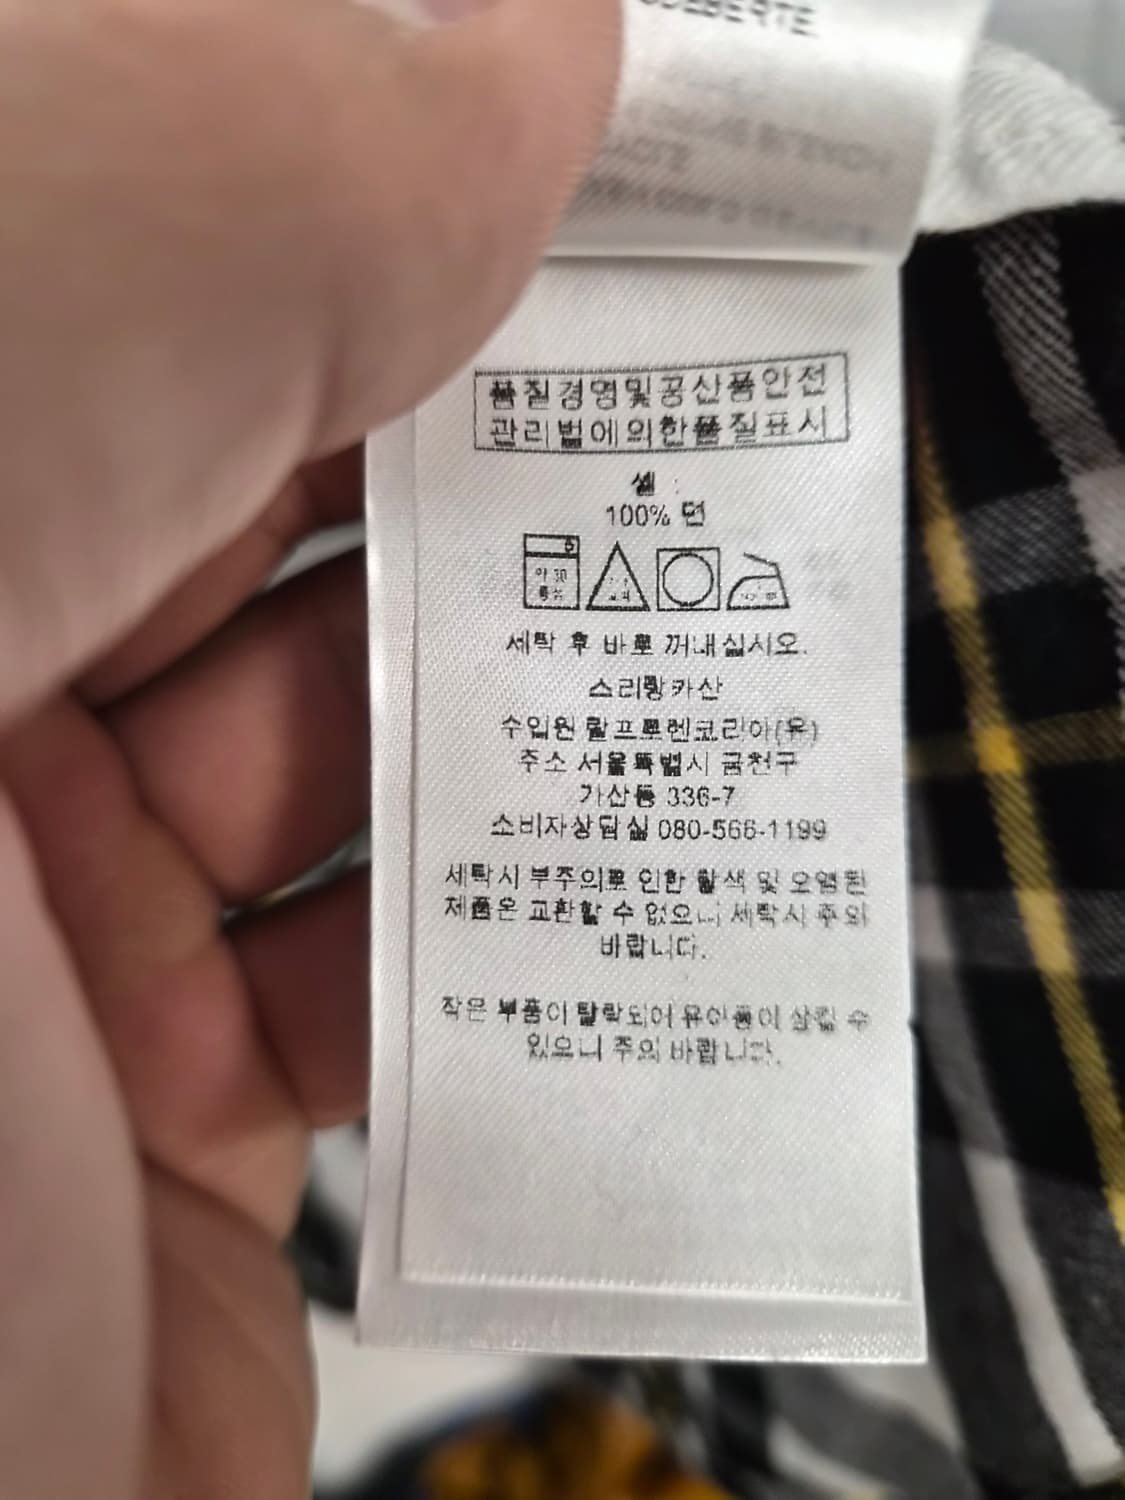 품질경영및공산품안전
관리법에의한품질표시
셸 :
100% 면
세탁 후 바로 꺼내십시오.
스리랑카산
수입원 랄프로렌코리아(유)
주소 서울특별시 금천구
가산동 336-7
소비자상담실 080-566-1199
세탁시 부주의로 인한 탈색 및 오염된
제품은 교환할 수 없으니 세탁시 주의
바랍니다.
작은 부품이 탈락되어 유아동이 삼킬 수
있으니 주의 바랍니다.